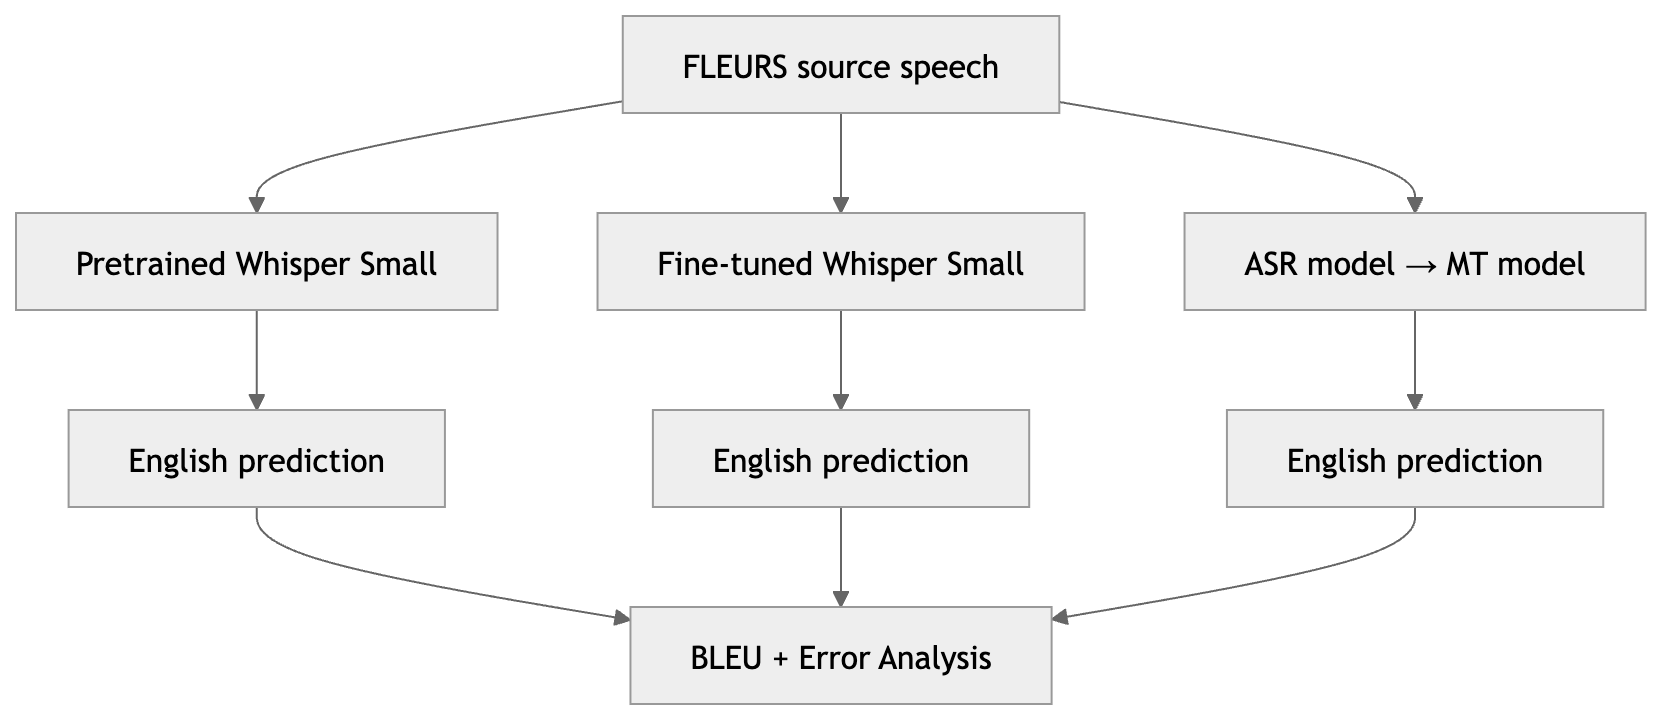 FLEURS source speech
Pretrained Whisper Small
Fine-tuned Whisper Small
ASR model → MT model
English prediction
English prediction
English prediction
BLEU + Error Analysis